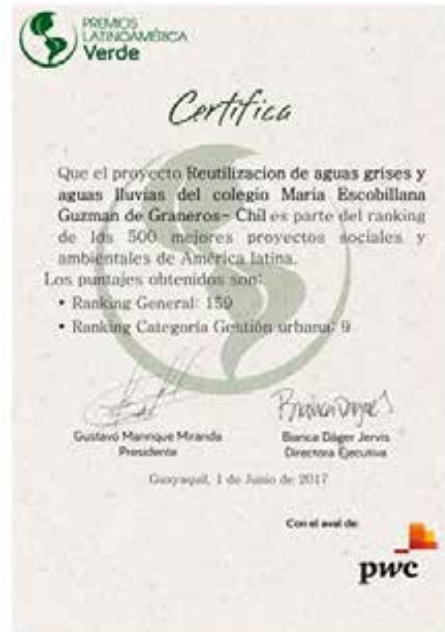 PREMIOS
LATINOAMÉRICA
Verde
Certifica
Que el proyecto Reutilizacion de aguas grises y
aguas lluvias del colegio Maria Escobillana
Guzman de Graneros- Chil es parte del ranking
de los 500 mejores proyectos sociales y
ambientales de América latina.
Los puntajes obtenidos son:
• Ranking General: 159
• Ranking Categoría Gestión urbana: 9
Gustavo Manrique Miranda
Presidente
Bianca Dáger Jervis
Directora Ejecutiva
Guayaquil, 1 de Junio de 2017
Con el aval de:
pwc